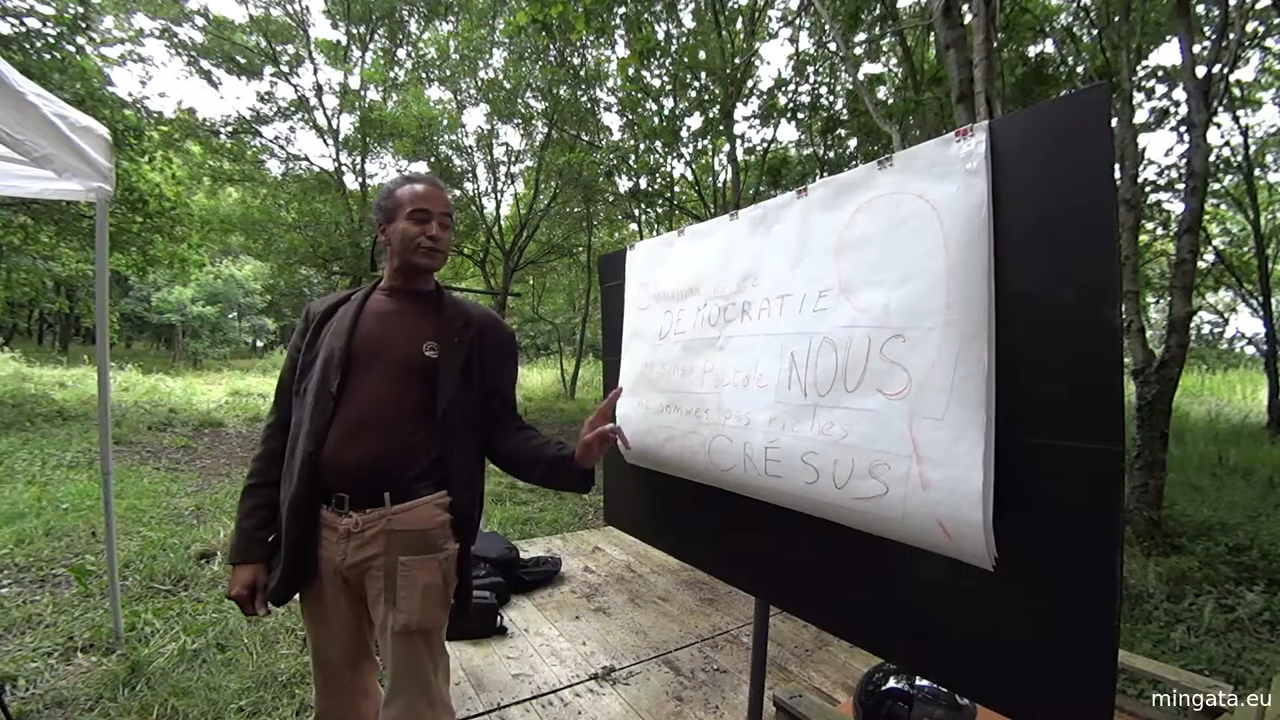 DEMOCRATIE
Pactole NOUS
ne sommes pas riches
CRÉSUS
mingata.eu